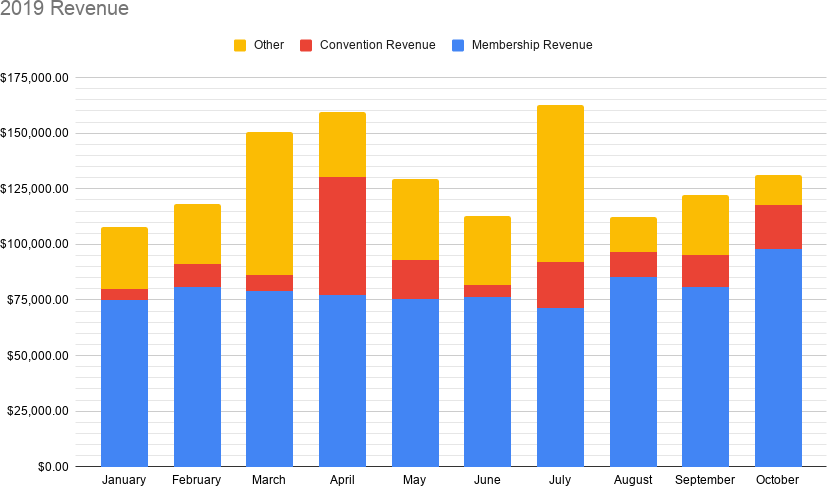 2019 Revenue
Other Convention Revenue Membership Revenue
$175,000.00
$150,000.00
$125,000.00
$100,000.00
$75,000.00
$50,000.00
$25,000.00
$0.00
January February March April May June July August September October